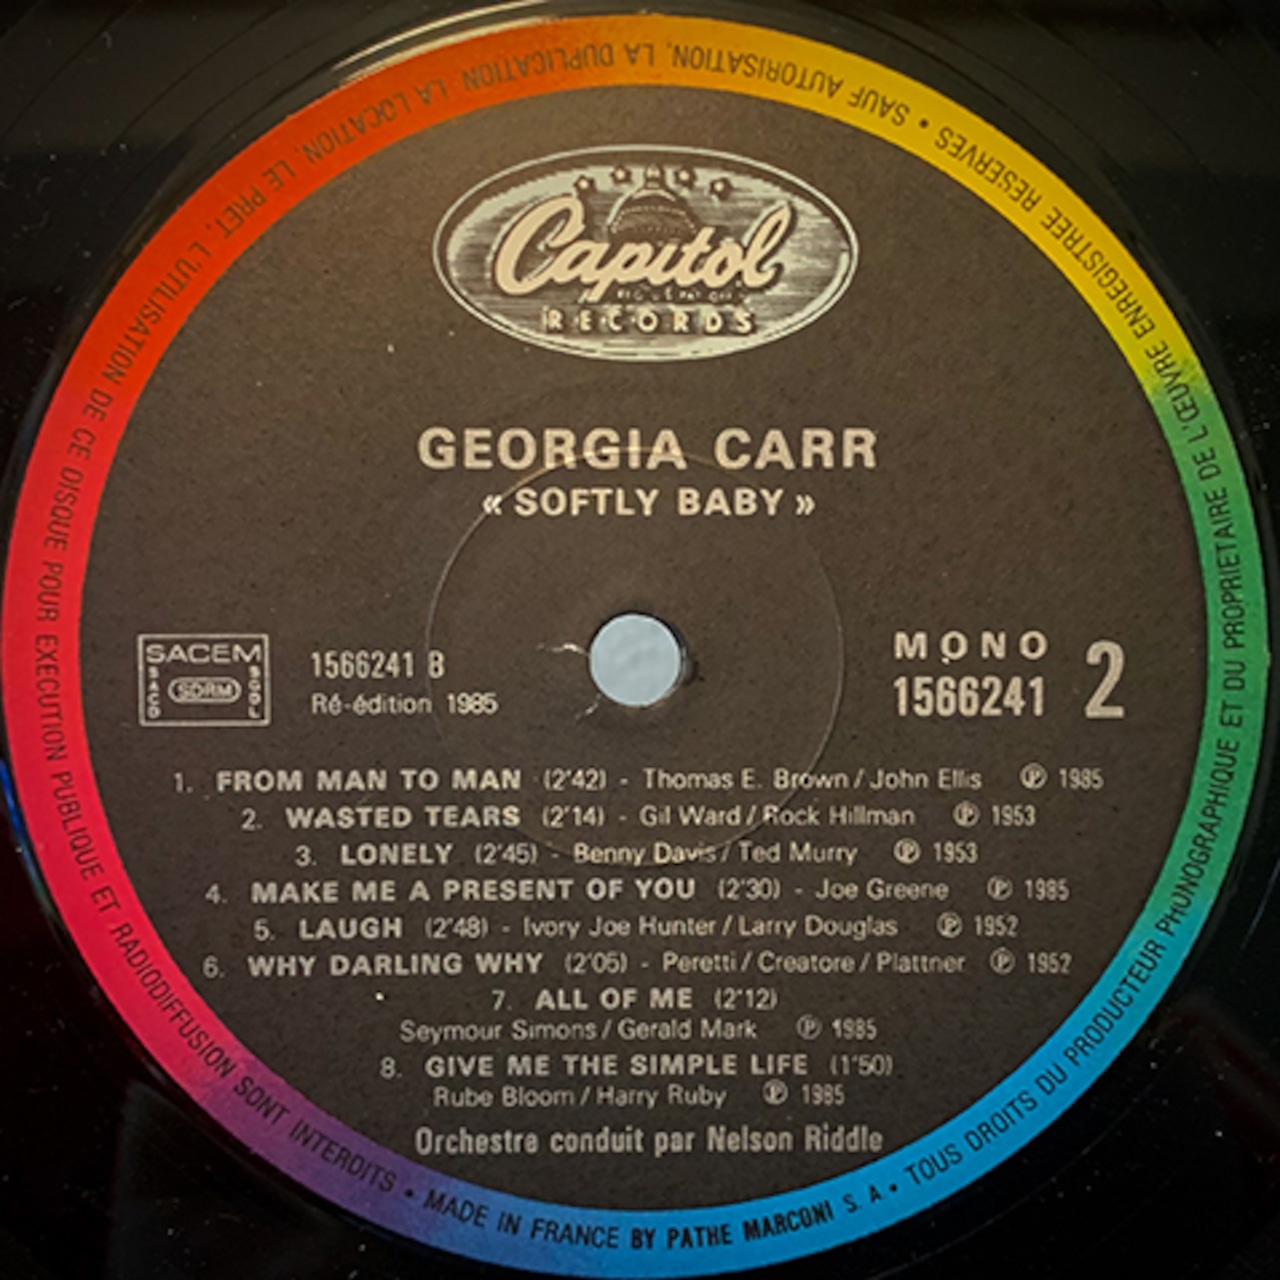 Capitol
RECORDS
GEORGIA CARR
« SOFTLY BABY »
SACEM
SACD
SDRM
SGDL
1566241 B
Ré-édition 1985
MONO
1566241
2
1. FROM MAN TO MAN (2'42) - Thomas E. Brown / John Ellis ℗ 1985
2. WASTED TEARS (2'14) - Gil Ward / Rock Hillman ℗ 1953
3. LONELY (2'45) - Benny Davis / Ted Murry ℗ 1953
4. MAKE ME A PRESENT OF YOU (2'30) - Joe Greene ℗ 1985
5. LAUGH (2'48) - Ivory Joe Hunter / Larry Douglas ℗ 1952
6. WHY DARLING WHY (2'05) - Peretti / Creatore / Plattner ℗ 1952
7. ALL OF ME (2'12)
Seymour Simons / Gerald Mark ℗ 1985
8. GIVE ME THE SIMPLE LIFE (1'50)
Rube Bloom / Harry Ruby ℗ 1985
Orchestre conduit par Nelson Riddle
TOUS DROITS DU PRODUCTEUR PHONOGRAPHIQUE ET DU PROPRIETAIRE DE L'ŒUVRE ENREGISTREE RESERVES • SAUF AUTORISATION, LA DUPLICATION, LA LOCATION, LE PRET, L'UTILISATION DE CE DISQUE POUR EXECUTION PUBLIQUE ET RADIODIFFUSION SONT INTERDITS • MADE IN FRANCE BY PATHE MARCONI S. A •